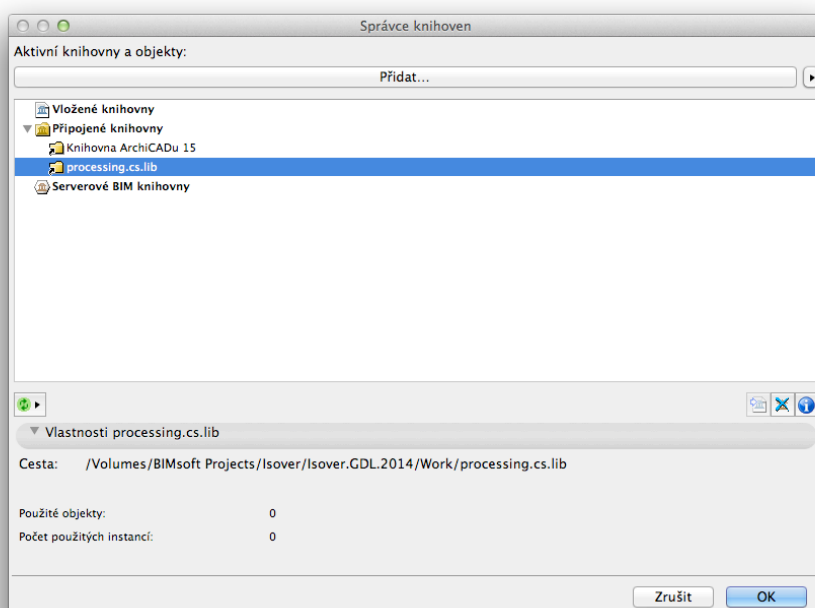 Správce knihoven
Aktivní knihovny a objekty:
Přidat...
Vložené knihovny
Připojené knihovny
Knihovna ArchiCADu 15
processing.cs.lib
Serverové BIM knihovny
Vlastnosti processing.cs.lib
Cesta: /Volumes/BIMsoft Projects/Isover/Isover.GDL.2014/Work/processing.cs.lib
Použité objekty: 0
Počet použitých instancí: 0
Zrušit OK